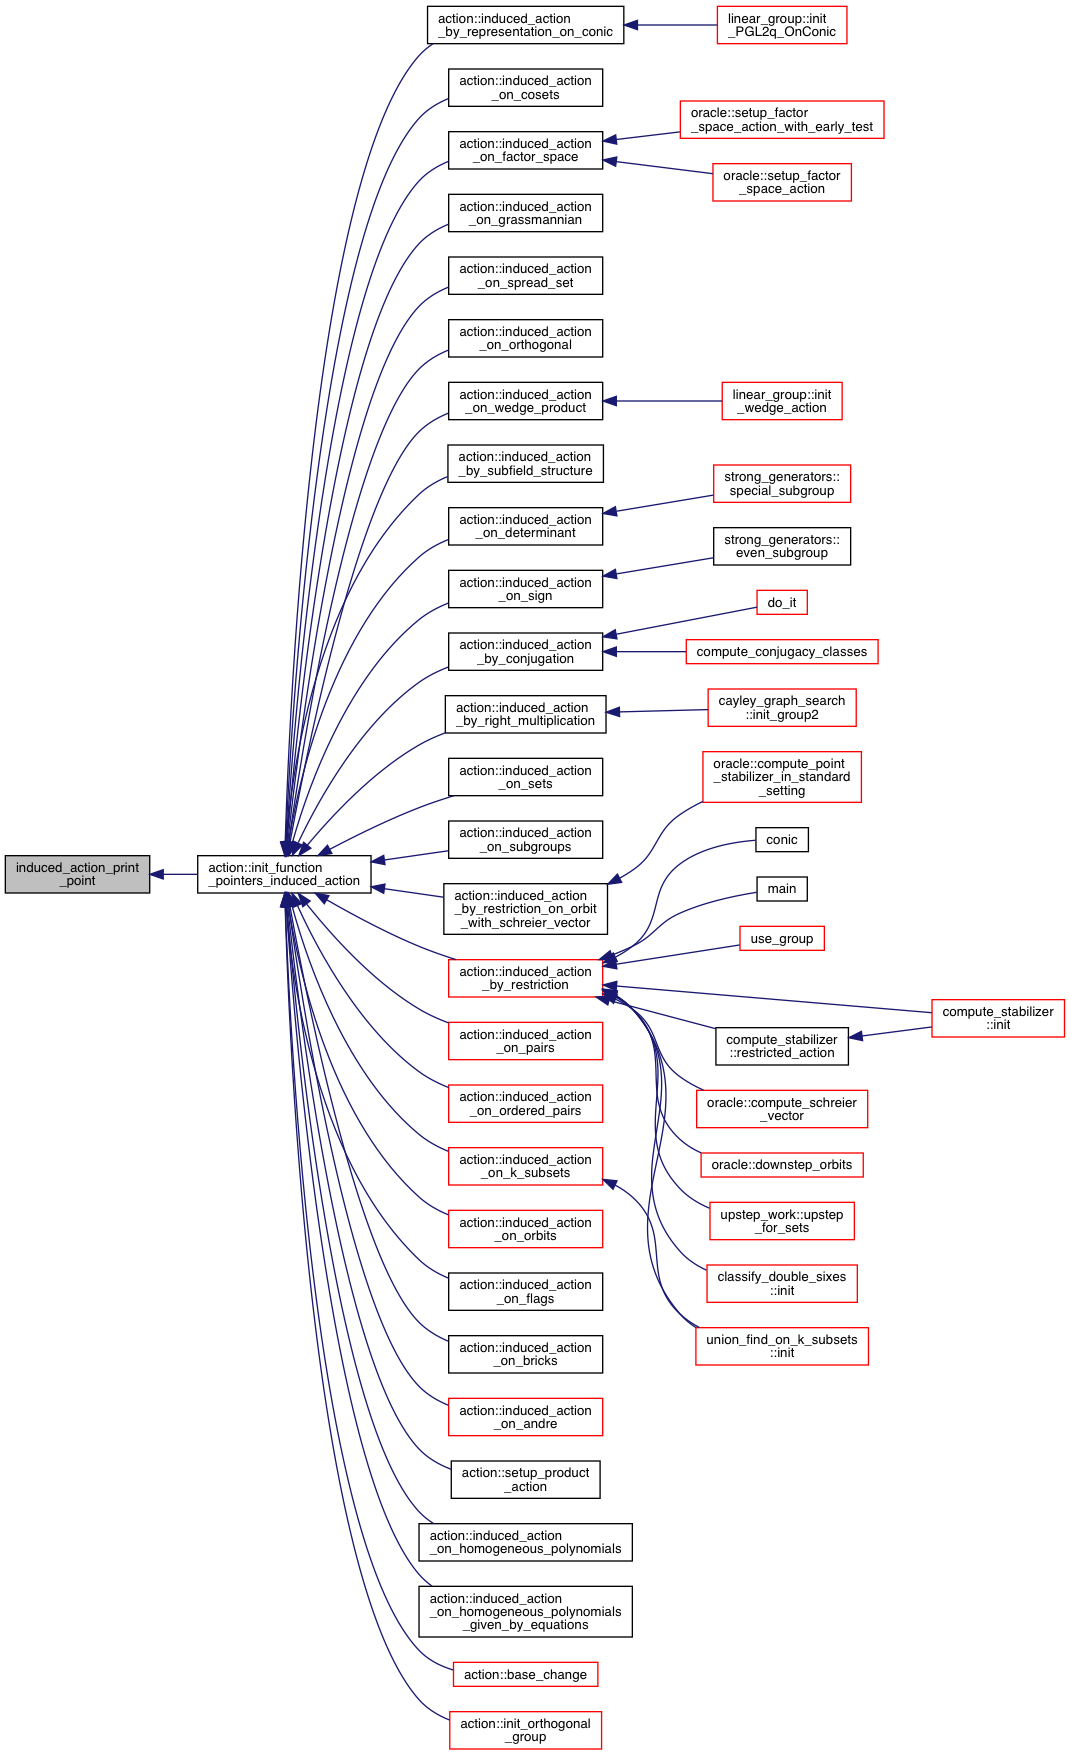 induced_action_print
_point
action::init_function
_pointers_induced_action
action::induced_action
_by_representation_on_conic
linear_group::init
_PGL2q_OnConic
action::induced_action
_on_cosets
action::induced_action
_on_factor_space
oracle::setup_factor
_space_action_with_early_test
oracle::setup_factor
_space_action
action::induced_action
_on_grassmannian
action::induced_action
_on_spread_set
action::induced_action
_on_orthogonal
action::induced_action
_on_wedge_product
linear_group::init
_wedge_action
action::induced_action
_by_subfield_structure
action::induced_action
_on_determinant
strong_generators::
special_subgroup
action::induced_action
_on_sign
strong_generators::
even_subgroup
action::induced_action
_by_conjugation
do_it
compute_conjugacy_classes
action::induced_action
_by_right_multiplication
cayley_graph_search
::init_group2
action::induced_action
_on_sets
action::induced_action
_on_subgroups
action::induced_action
_by_restriction_on_orbit
_with_schreier_vector
oracle::compute_point
_stabilizer_in_standard
_setting
action::induced_action
_by_restriction
conic
main
use_group
compute_stabilizer
::init
compute_stabilizer
::restricted_action
oracle::compute_schreier
_vector
oracle::downstep_orbits
upstep_work::upstep
_for_sets
classify_double_sixes
::init
union_find_on_k_subsets
::init
action::induced_action
_on_pairs
action::induced_action
_on_ordered_pairs
action::induced_action
_on_k_subsets
action::induced_action
_on_orbits
action::induced_action
_on_flags
action::induced_action
_on_bricks
action::induced_action
_on_andre
action::setup_product
_action
action::induced_action
_on_homogeneous_polynomials
action::induced_action
_on_homogeneous_polynomials
_given_by_equations
action::base_change
action::init_orthogonal
_group